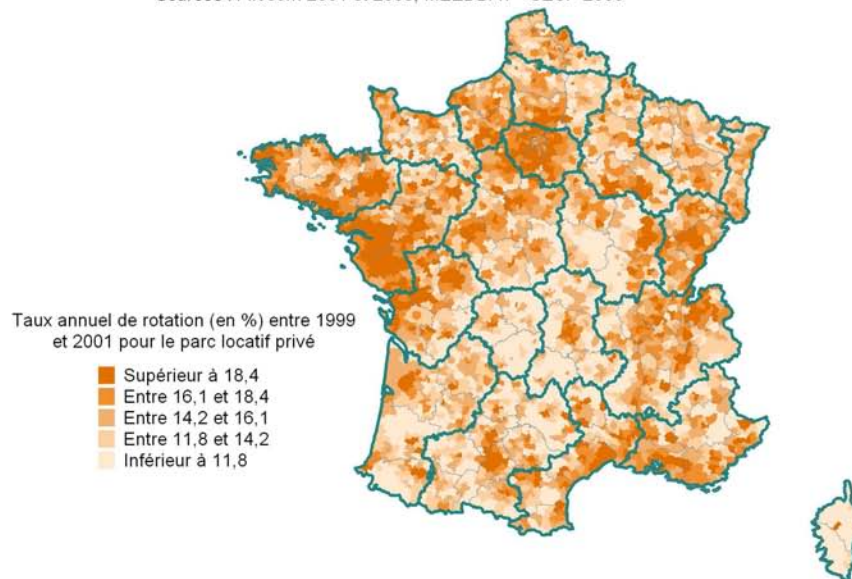 Taux annuel de rotation (en %) entre 1999
et 2001 pour le parc locatif privé
Supérieur à 18,4
Entre 16,1 et 18,4
Entre 14,2 et 16,1
Entre 11,8 et 14,2
Inférieur à 11,8